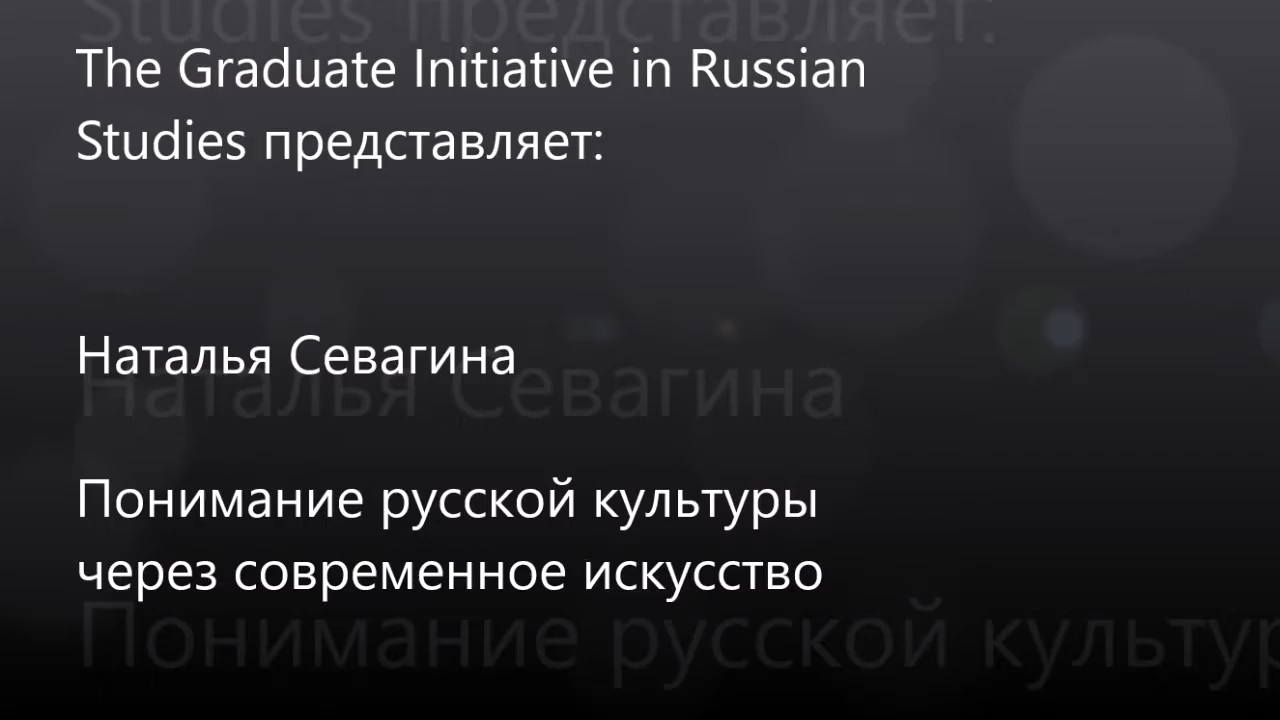 The Graduate Initiative in Russian
Studies представляет:
Наталья Севагина
Понимание русской культуры
через современное искусство